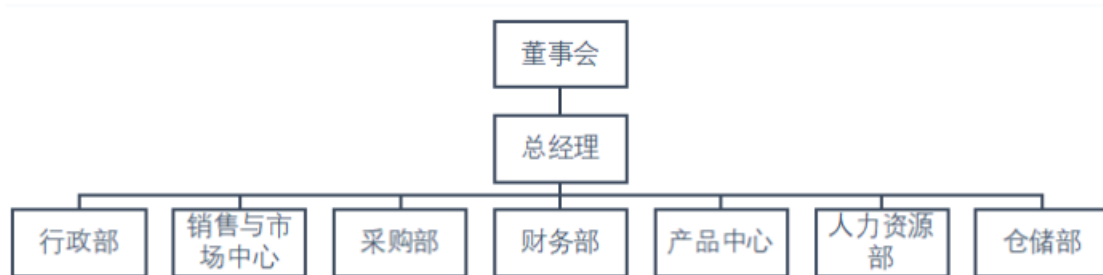 董事会
总经理
行政部
销售与市
场中心
采购部
财务部
产品中心
人力资源
部
仓储部